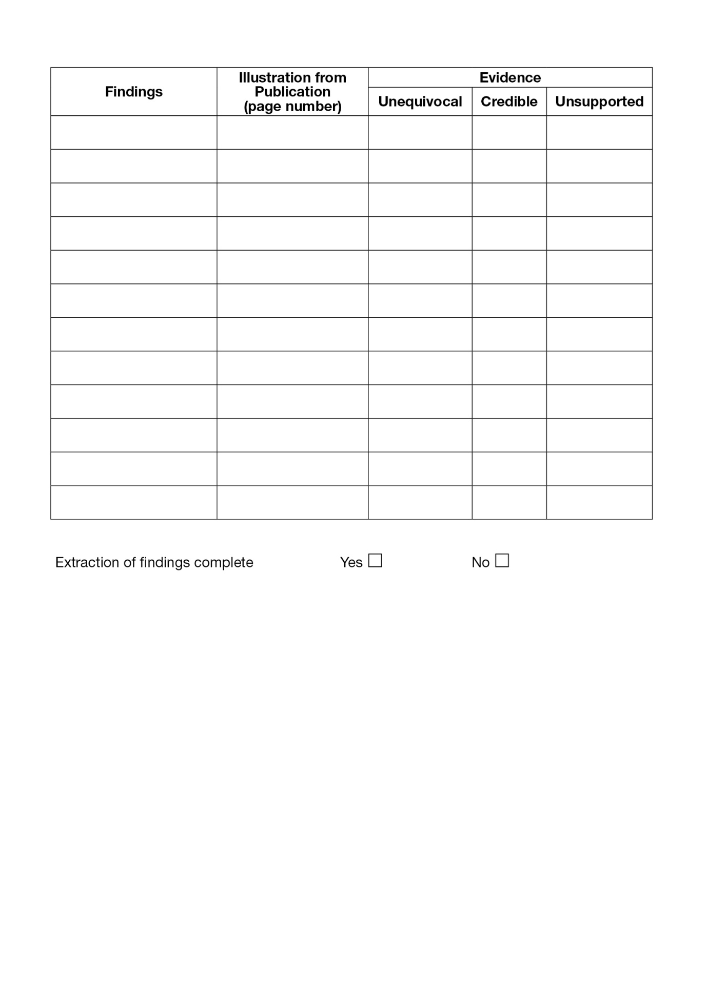 Findings
Illustration from
Publication
(page number)
Evidence
Unequivocal
Credible
Unsupported
Extraction of findings complete Yes No